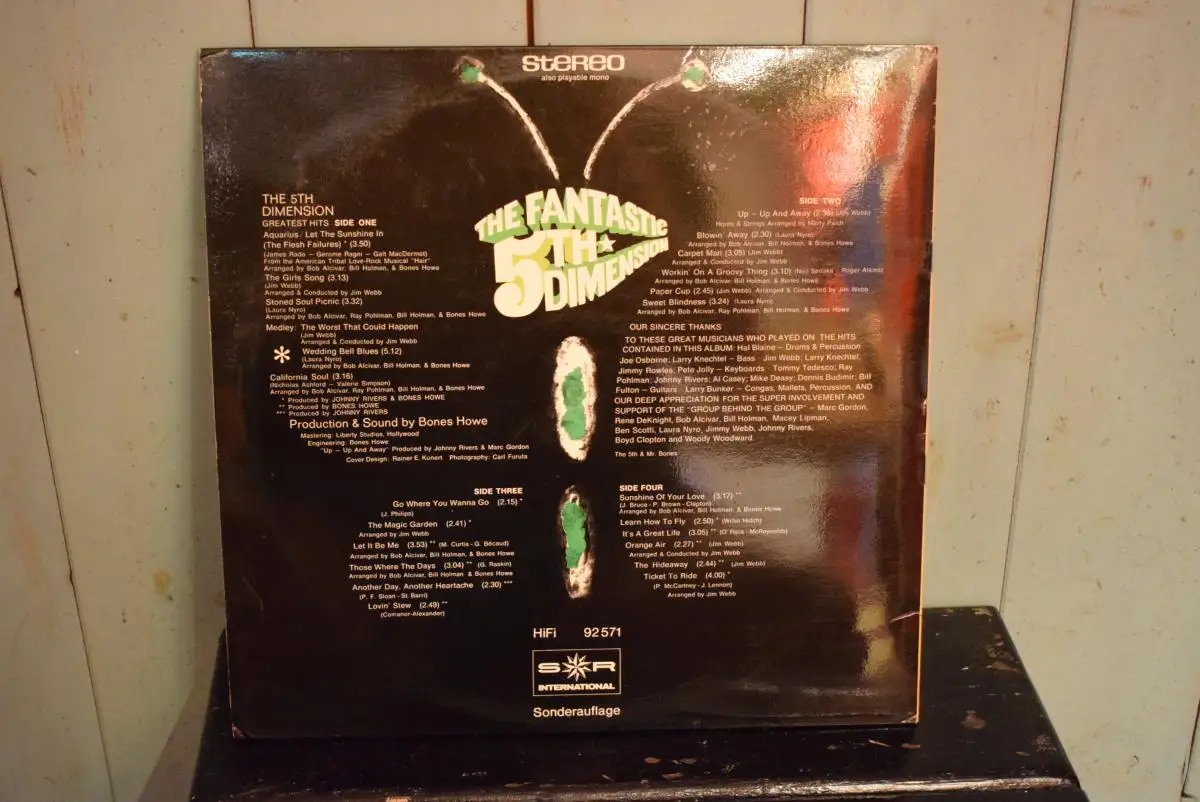 STEREO
also playable mono
THE FANTASTIC
5TH
DIMENSION
THE 5TH
DIMENSION
GREATEST HITS SIDE ONE
Aquarius/Let The Sunshine In
(The Flesh Failures) * (3.50)
(James Rado – Gerome Ragni – Galt MacDermot)
From the American Tribal Love-Rock Musical "Hair"
Arranged by Bob Alcivar, Bill Holman, & Bones Howe
The Girls Song (3.13)
(Jim Webb)
Arranged & Conducted by Jim Webb
Stoned Soul Picnic (3.32)
(Laura Nyro)
Arranged by Bob Alcivar, Ray Pohlman, Bill Holman, & Bones Howe
Medley: The Worst That Could Happen
(Jim Webb)
Arranged & Conducted by Jim Webb
* Wedding Bell Blues (5.12)
(Laura Nyro)
Arranged by Bob Alcivar, Bill Holman, & Bones Howe
California Soul (3.16)
(Nicholas Ashford – Valerie Simpson)
Arranged by Bob Alcivar, Ray Pohlman, Bill Holman, & Bones Howe
* Produced by JOHNNY RIVERS & BONES HOWE
** Produced by BONES HOWE
*** Produced by JOHNNY RIVERS
Production & Sound by Bones Howe
Mastering: Liberty Studios, Hollywood
Engineering: Bones Howe
"Up – Up And Away" Produced by Johnny Rivers & Marc Gordon
Cover Design: Rainer E. Kunert Photography: Carl Furuta
SIDE TWO
Up – Up And Away (2.38) (Jim Webb)
Horns & Strings Arranged by Marty Paich
Blowin' Away (2.30) (Laura Nyro)
Arranged by Bob Alcivar, Bill Holman, & Bones Howe
Carpet Man (3.05) (Jim Webb)
Arranged & Conducted by Jim Webb
Workin' On A Groovy Thing (3.10) (Neil Sedaka Roger Atkins)
Arranged by Bob Alcivar, Bill Holman, & Bones Howe
Paper Cup (2.45) (Jim Webb) Arranged & Conducted by Jim Webb
Sweet Blindness (3.24) (Laura Nyro)
Arranged by Bob Alcivar, Ray Pohlman, Bill Holman, & Bones Howe
OUR SINCERE THANKS
TO THESE GREAT MUSICIANS WHO PLAYED ON THE HITS
CONTAINED IN THIS ALBUM: Hal Blaine – Drums & Percussion
Joe Osborne; Larry Knechtel – Bass Jim Webb; Larry Knechtel;
Jimmy Rowles; Pete Jolly – Keyboards Tommy Tedesco; Ray
Pohlman; Johnny Rivers; Al Casey; Mike Deasy; Dennis Budimir; Bill
Fulton – Guitars Larry Bunker – Congas, Mallets, Percussion, AND
OUR DEEP APPRECIATION FOR THE SUPER INVOLVEMENT AND
SUPPORT OF THE "GROUP BEHIND THE GROUP" – Marc Gordon,
Rene DeKnight, Bob Alcivar, Bill Holman, Macey Lipman,
Ben Scotti, Laura Nyro, Jimmy Webb, Johnny Rivers,
Boyd Clopton and Woody Woodward.
The 5th & Mr. Bones
SIDE THREE
Go Where You Wanna Go (2.15) *
(J. Philips)
The Magic Garden (2.41) *
Arranged by Jim Webb
Let It Be Me (3.53) ** (M. Curtis - G. Bécaud)
Arranged by Bob Alcivar, Bill Holman, & Bones Howe
Those Where The Days (3.04) ** (G. Raskin)
Arranged by Bob Alcivar, Bill Holman & Bones Howe
Another Day, Another Heartache (2.30) ***
(P. F. Sloan - St. Barri)
Lovin' Stew (2.49) **
(Comanor-Alexander)
SIDE FOUR
Sunshine Of Your Love (3.17) **
(J. Bruce - P. Brown - Clapton)
Arranged by Bob Alcivar, Bill Holman, & Bones Howe
Learn How To Fly (2.50) * (Willie Hutch)
It's A Great Life (3.05) ** (O'Hara - McReynolds)
Orange Air (2.27) ** (Jim Webb)
Arranged & Conducted by Jim Webb
The Hideaway (2.44) ** (Jim Webb)
Ticket To Ride (4.00) *
(P. McCartney - J. Lennon)
Arranged by Jim Webb
HiFi 92 571
S R
INTERNATIONAL
Sonderauflage